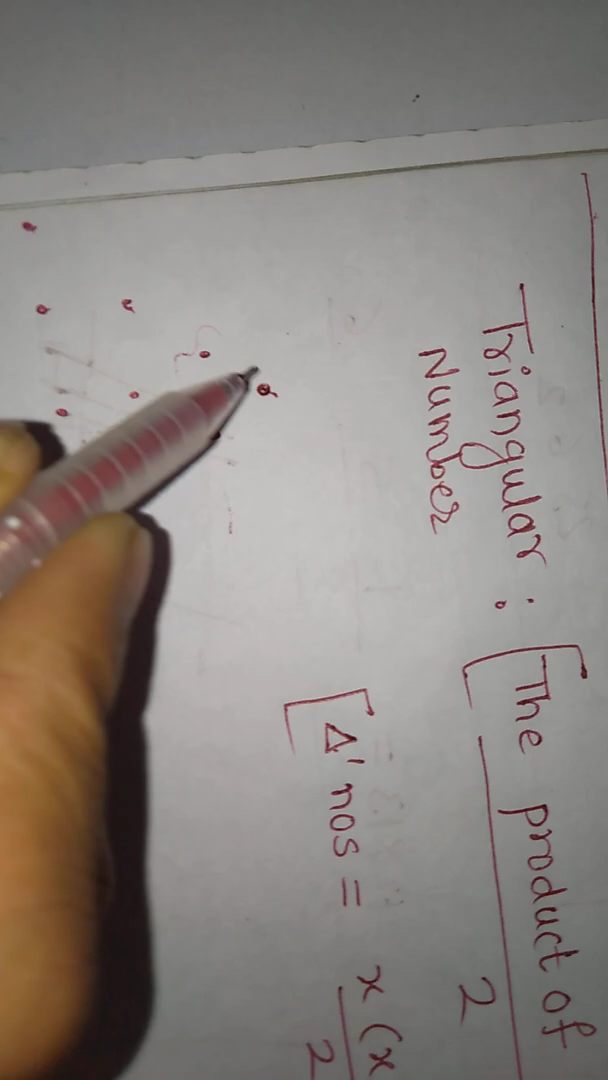 Triangular : [The product of
Number 2
[Δ' nos = x(x
2